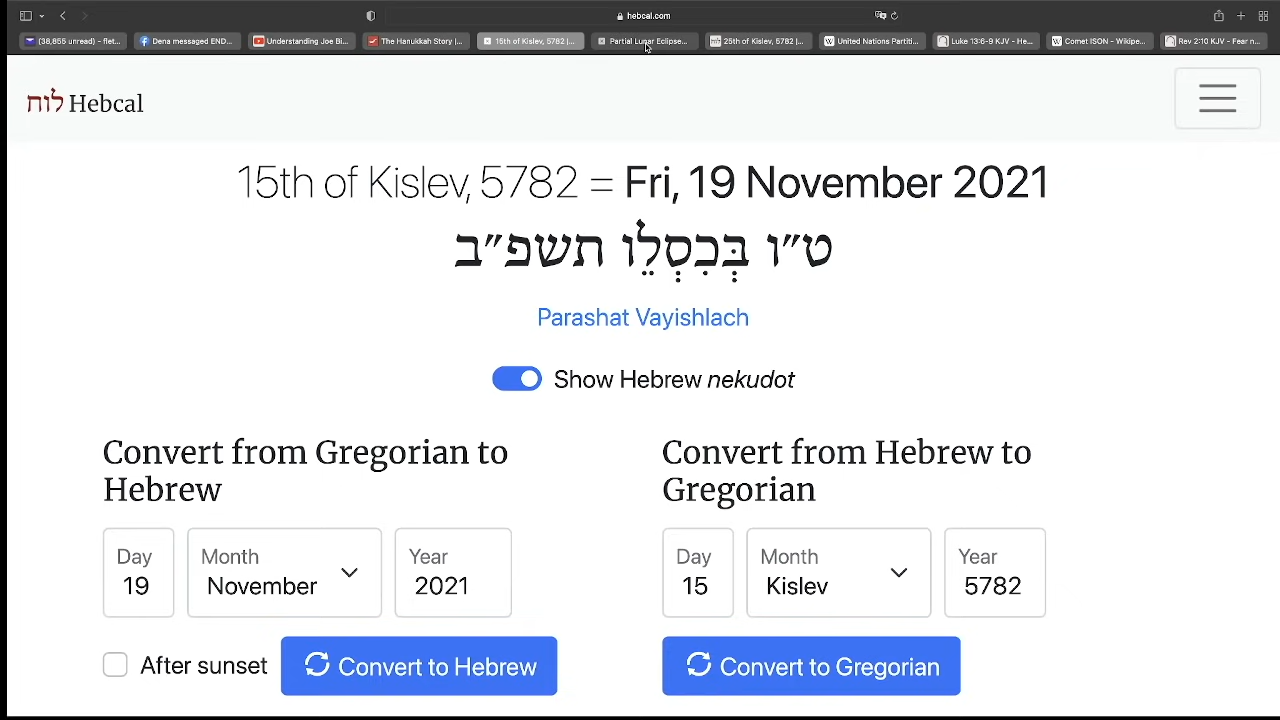 hebcal.com
(38,855 unread) - flet...
Dena messaged END...
Understanding Joe Bi...
The Hanukkah Story |...
15th of Kislev, 5782 |...
Partial Lunar Eclipse...
25th of Kislev, 5782 |...
United Nations Partiti...
Luke 13:6-9 KJV - He...
Comet ISON - Wikipe...
Rev 2:10 KJV - Fear n...
לוח Hebcal
15th of Kislev, 5782 = Fri, 19 November 2021
ט״ו בְּכִסְלֵו תשפ״ב
Parashat Vayishlach
Show Hebrew nekudot
Convert from Gregorian to
Hebrew
Day
Month
Year
19
November
2021
After sunset
Convert to Hebrew
Convert from Hebrew to
Gregorian
Day
Month
Year
15
Kislev
5782
Convert to Gregorian